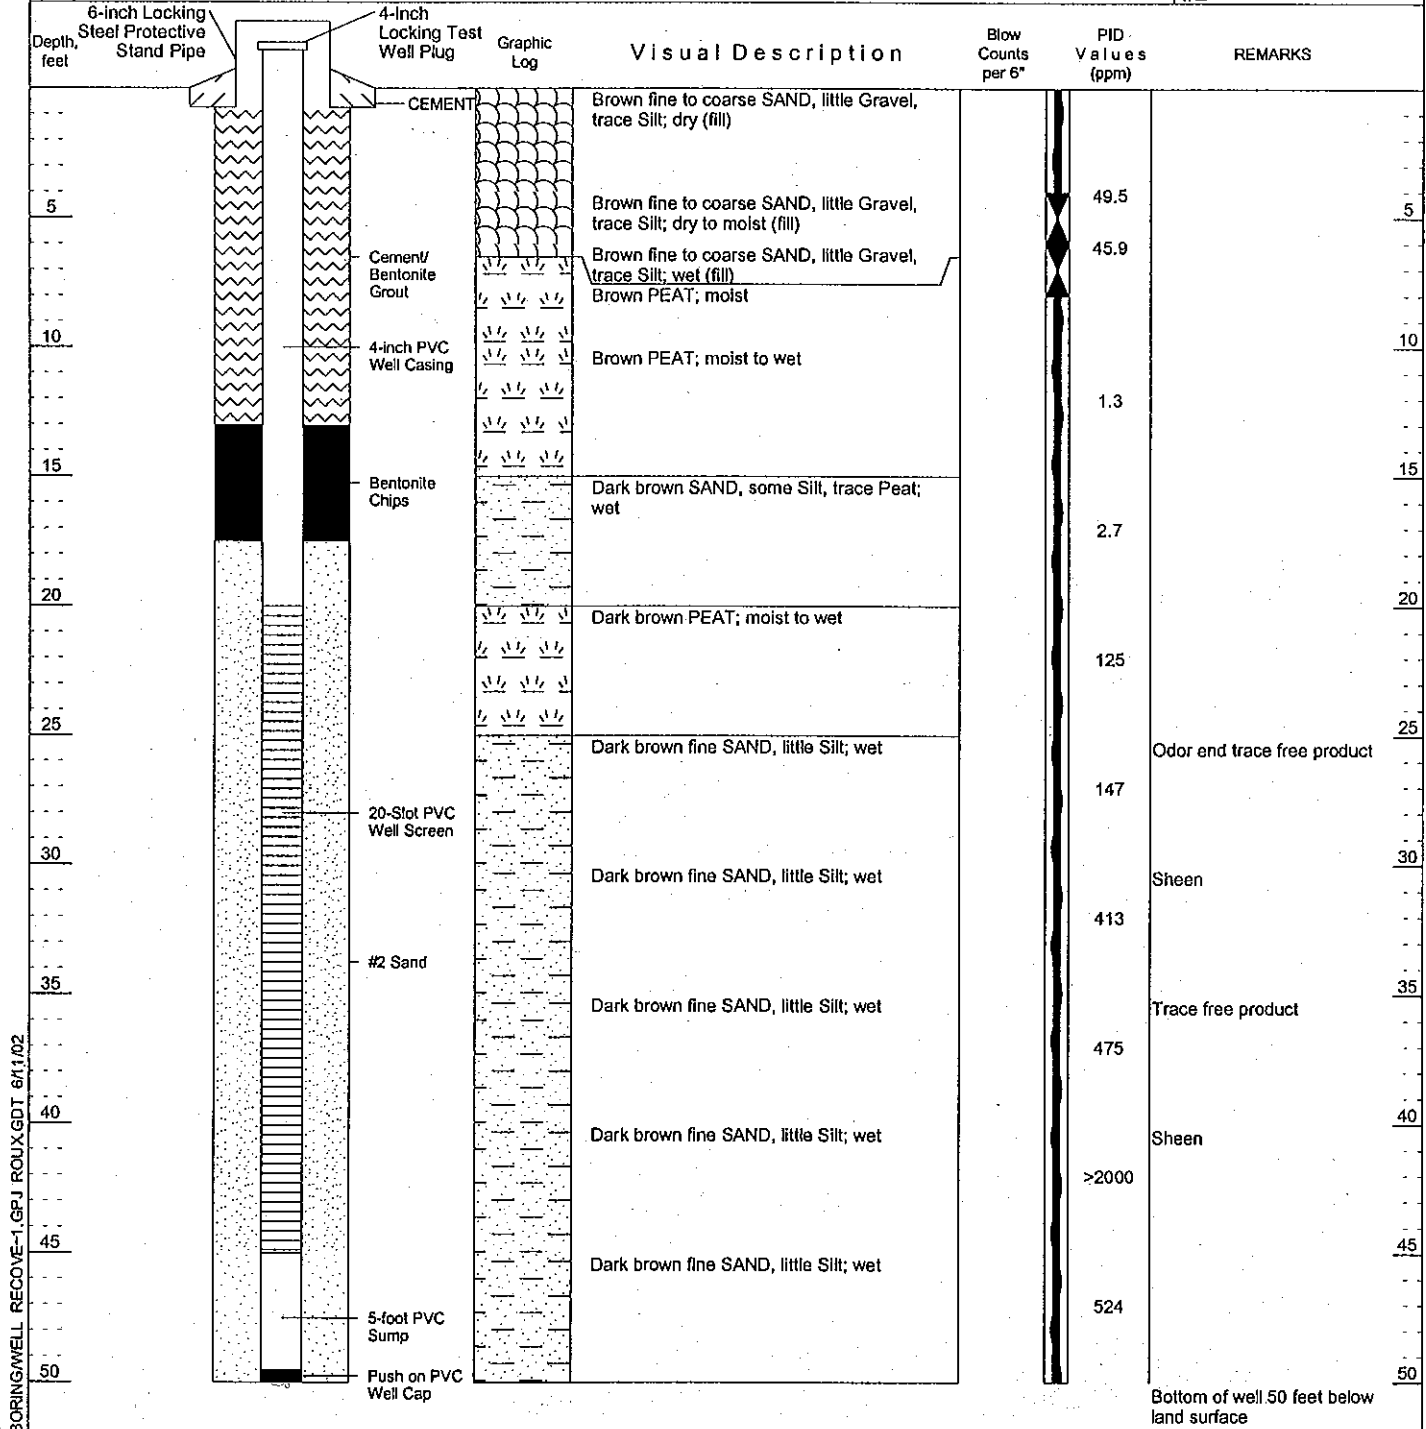 6-inch Locking
Steel Protective
Stand Pipe
4-Inch
Locking Test
Well Plug
Depth,
feet
Graphic
Log
Visual Description
Blow
Counts
per 6"
PID
Values
(ppm)
REMARKS
CEMENT
Brown fine to coarse SAND, little Gravel,
trace Silt; dry (fill)
5
Brown fine to coarse SAND, little Gravel,
trace Silt; dry to moist (fill)
49.5
5
Cement/
Bentonite
Grout
Brown fine to coarse SAND, little Gravel,
trace Silt; wet (fill)
45.9
Brown PEAT; moist
10
4-inch PVC
Well Casing
Brown PEAT; moist to wet
10
1.3
15
Bentonite
Chips
Dark brown SAND, some Silt, trace Peat;
wet
15
2.7
20
Dark brown PEAT; moist to wet
20
125
25
Dark brown fine SAND, little Silt; wet
25
Odor end trace free product
147
20-Slot PVC
Well Screen
30
Dark brown fine SAND, little Silt; wet
30
Sheen
413
#2 Sand
35
Dark brown fine SAND, little Silt; wet
35
Trace free product
475
40
Dark brown fine SAND, little Silt; wet
40
Sheen
>2000
45
Dark brown fine SAND, little Silt; wet
45
524
5-foot PVC
Sump
50
Push on PVC
Well Cap
50
Bottom of well 50 feet below
land surface
BORING/WELL RECOVE~1.GPJ ROUX.GDT 6/11/02